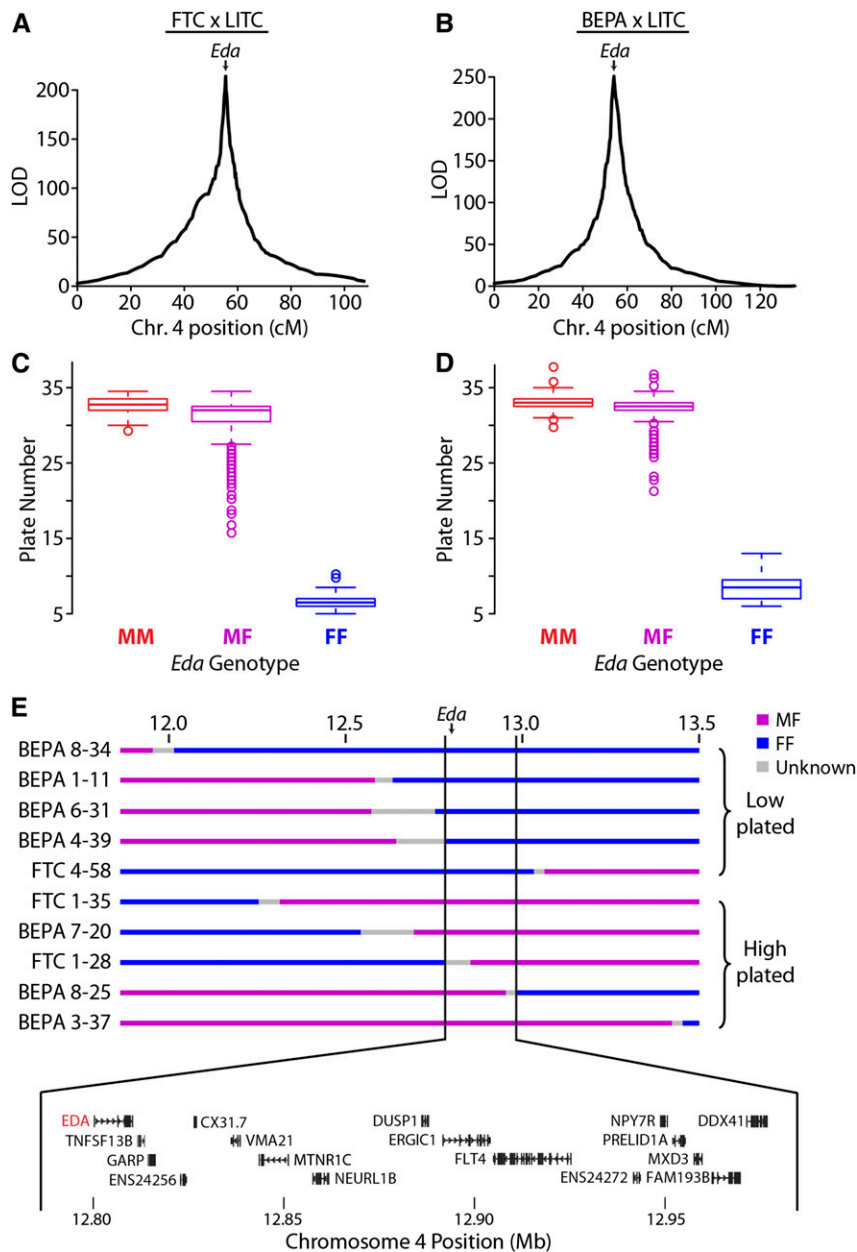 A
FTC x LITC
Eda
200
150
100
50
0
LOD
0 20 40 60 80 100
Chr. 4 position (cM)
B
BEPA x LITC
Eda
250
200
150
100
50
0
LOD
0 20 40 60 80 100 120
Chr. 4 position (cM)
C
35
25
15
5
Plate Number
MM MF FF
Eda Genotype
D
35
25
15
5
Plate Number
MM MF FF
Eda Genotype
E
Eda
12.0 12.5 13.0 13.5
BEPA 8-34
BEPA 1-11
BEPA 6-31
BEPA 4-39
FTC 4-58
FTC 1-35
BEPA 7-20
FTC 1-28
BEPA 8-25
BEPA 3-37
MF
FF
Unknown
Low plated
High plated
EDA CX31.7 DUSP1 NPY7R DDX41
TNFSF13B VMA21 ERGIC1 PRELID1A
GARP MTNR1C FLT4 MXD3
ENS24256 NEURL1B ENS24272 FAM193B
12.80 12.85 12.90 12.95
Chromosome 4 Position (Mb)